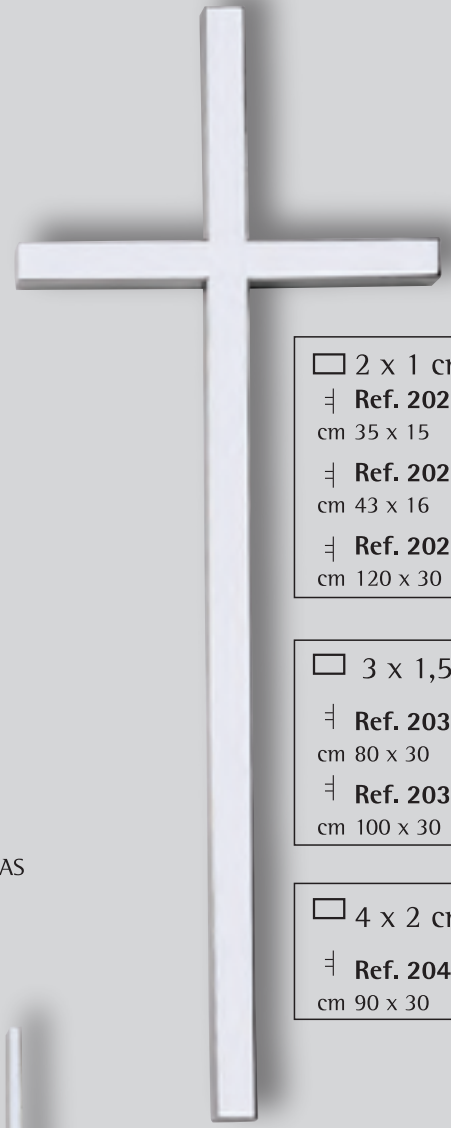 2 x 1
Ref. 202
cm 35 x 15
Ref. 202
cm 43 x 16
Ref. 202
cm 120 x 30
3 x 1,5
Ref. 203
cm 80 x 30
Ref. 203
cm 100 x 30
AS
4 x 2
Ref. 204
cm 90 x 30